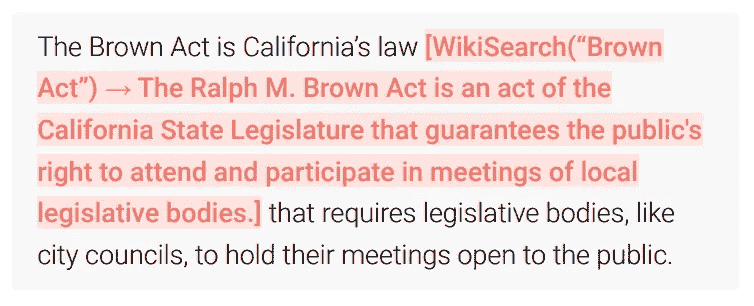 The Brown Act is California’s law [WikiSearch(“Brown
Act”) → The Ralph M. Brown Act is an act of the
California State Legislature that guarantees the public's
right to attend and participate in meetings of local
legislative bodies.] that requires legislative bodies, like
city councils, to hold their meetings open to the public.